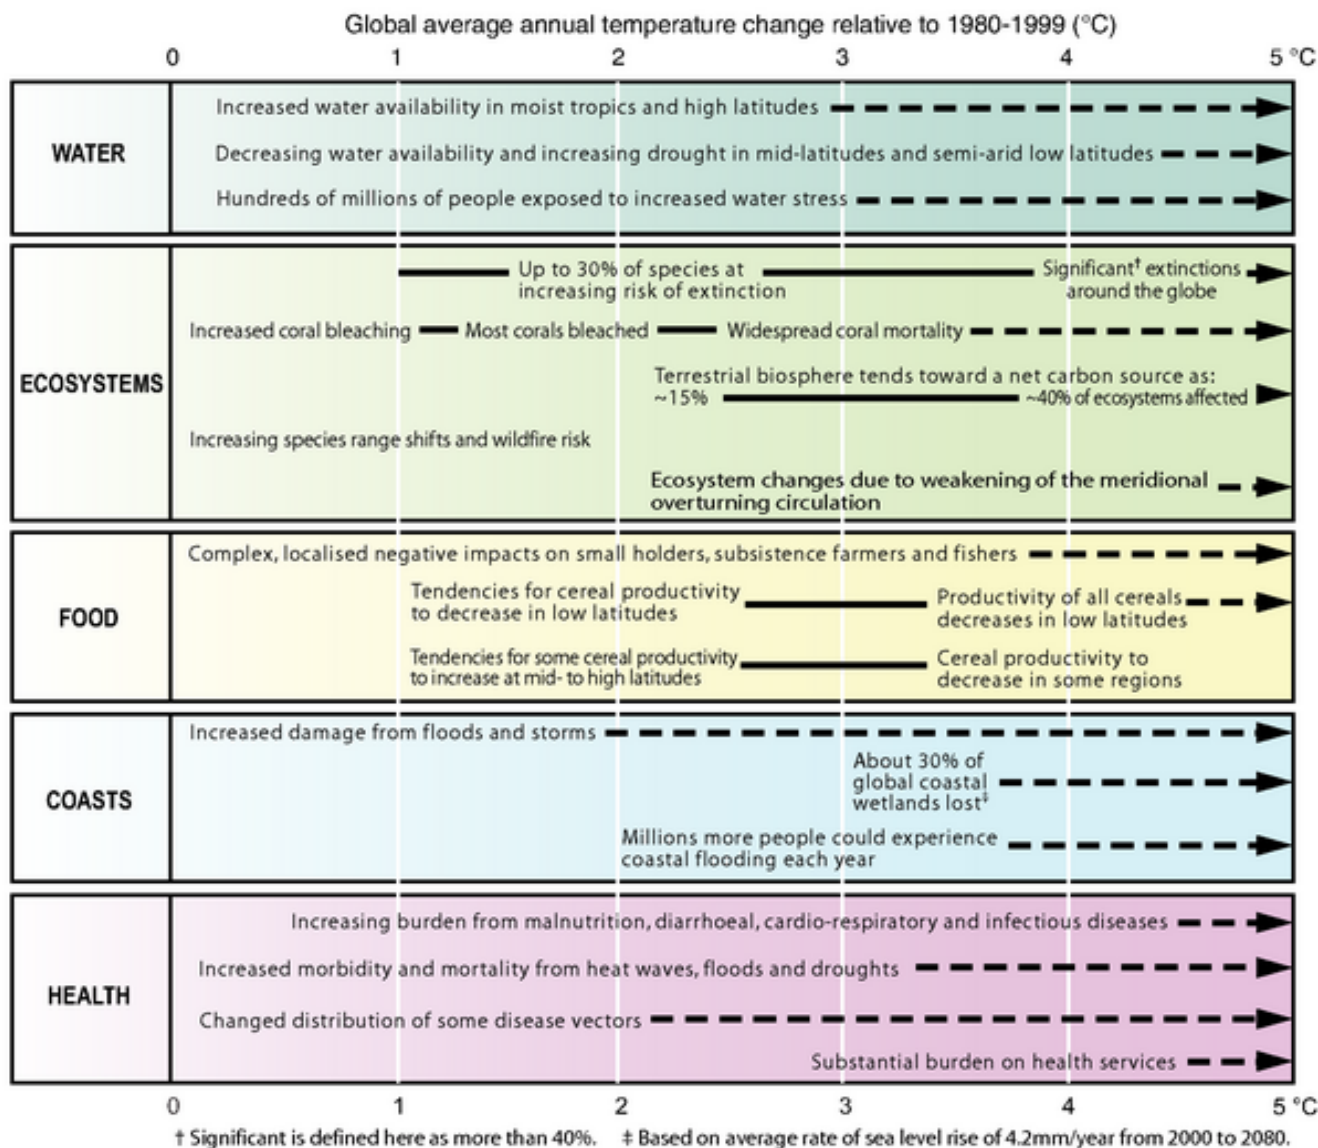 Global average annual temperature change relative to 1980-1999 (°C)
0 1 2 3 4 5 °C
WATER
Increased water availability in moist tropics and high latitudes
Decreasing water availability and increasing drought in mid-latitudes and semi-arid low latitudes
Hundreds of millions of people exposed to increased water stress
ECOSYSTEMS
Up to 30% of species at
increasing risk of extinction
Significant† extinctions
around the globe
Increased coral bleaching Most corals bleached Widespread coral mortality
Terrestrial biosphere tends toward a net carbon source as:
~15% ~40% of ecosystems affected
Increasing species range shifts and wildfire risk
Ecosystem changes due to weakening of the meridional
overturning circulation
FOOD
Complex, localised negative impacts on small holders, subsistence farmers and fishers
Tendencies for cereal productivity
to decrease in low latitudes
Productivity of all cereals
decreases in low latitudes
Tendencies for some cereal productivity
to increase at mid- to high latitudes
Cereal productivity to
decrease in some regions
COASTS
Increased damage from floods and storms
About 30% of
global coastal
wetlands lost‡
Millions more people could experience
coastal flooding each year
HEALTH
Increasing burden from malnutrition, diarrhoeal, cardio-respiratory and infectious diseases
Increased morbidity and mortality from heat waves, floods and droughts
Changed distribution of some disease vectors
Substantial burden on health services
0 1 2 3 4 5 °C
† Significant is defined here as more than 40%. ‡ Based on average rate of sea level rise of 4.2mm/year from 2000 to 2080.